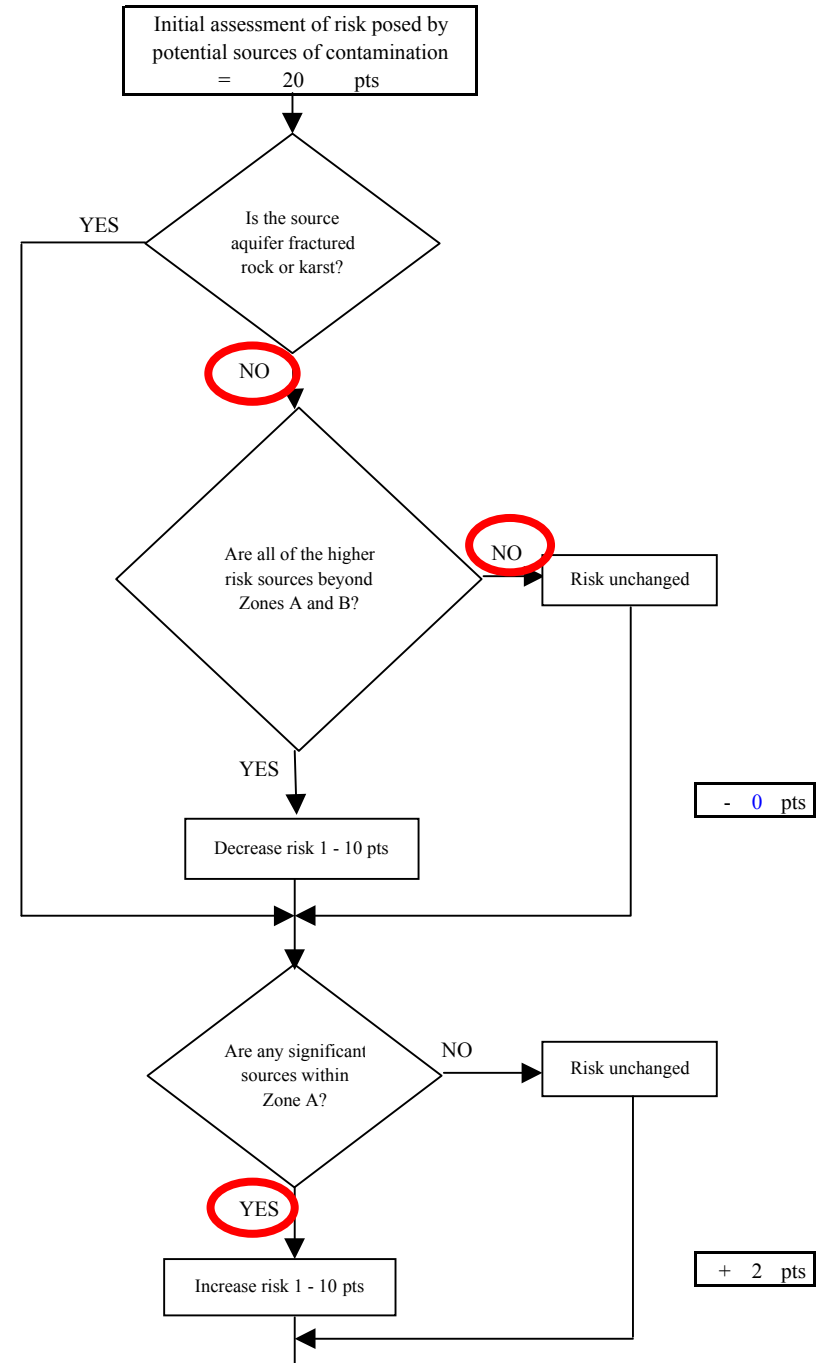 Initial assessment of risk posed by
potential sources of contamination
= 20 pts
YES
Is the source
aquifer fractured
rock or karst?
NO
Are all of the higher
risk sources beyond
Zones A and B?
NO
Risk unchanged
YES
- 0 pts
Decrease risk 1 - 10 pts
Are any significant
sources within
Zone A?
NO
Risk unchanged
YES
Increase risk 1 - 10 pts
+ 2 pts